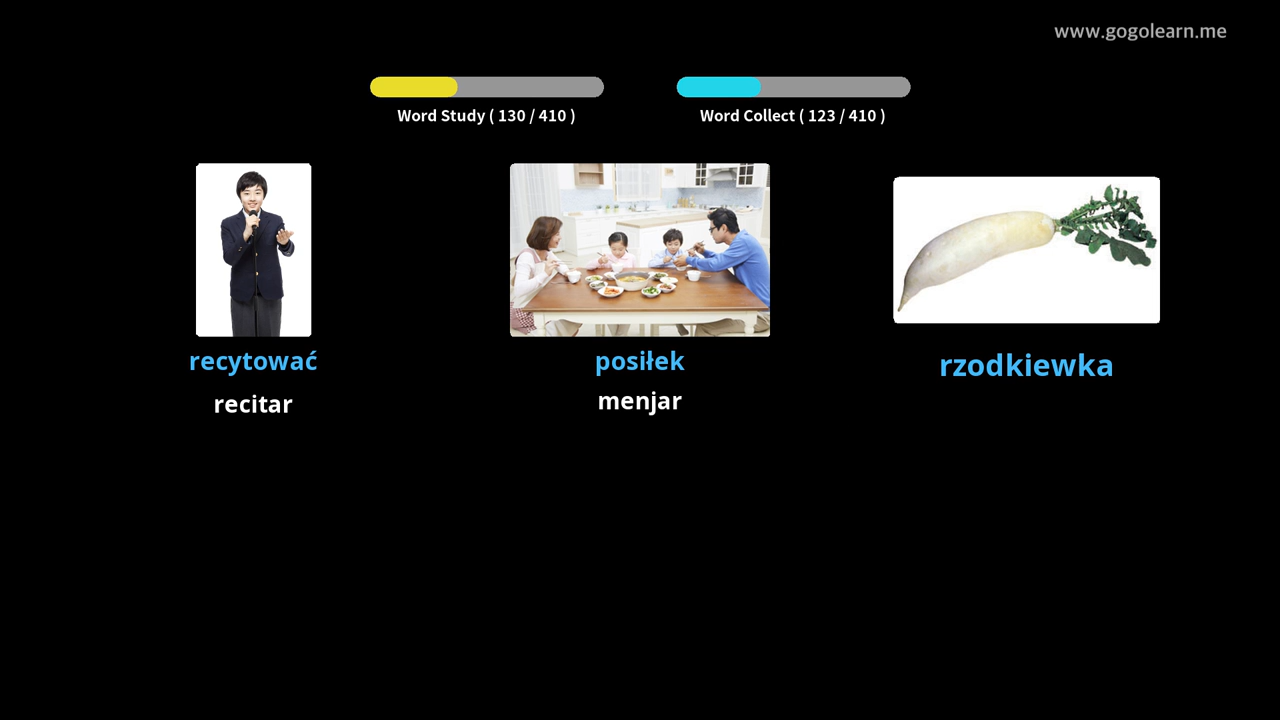 www.gogolearn.me
Word Study ( 130 / 410 )
Word Collect ( 123 / 410 )
recytować
recitar
posiłek
menjar
rzodkiewka